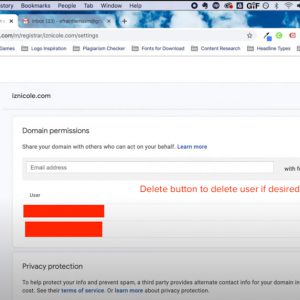 History Bookmarks People Tab Window Help
Inbox (33) -
.com/m/registrar/iznicole.com/settings
Games Logo Inspiration Plagiarism Checker Fonts for Download Content Research Headline Types
iznicole.com
Domain permissions
Share your domain with others who can act on your behalf. Learn more
Email address
with f
Delete button to delete user if desired
User
Privacy protection
To help protect your info and prevent spam, a third party provides alternate contact info for your domain in
cost. See their terms of service. Or learn more about privacy protection.